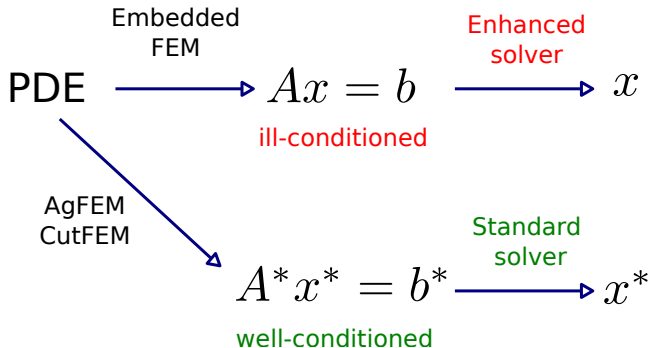 Embedded
FEM
Enhanced
solver
PDE
Ax = b
x
ill-conditioned
AgFEM
CutFEM
Standard
solver
A*x* = b*
x*
well-conditioned